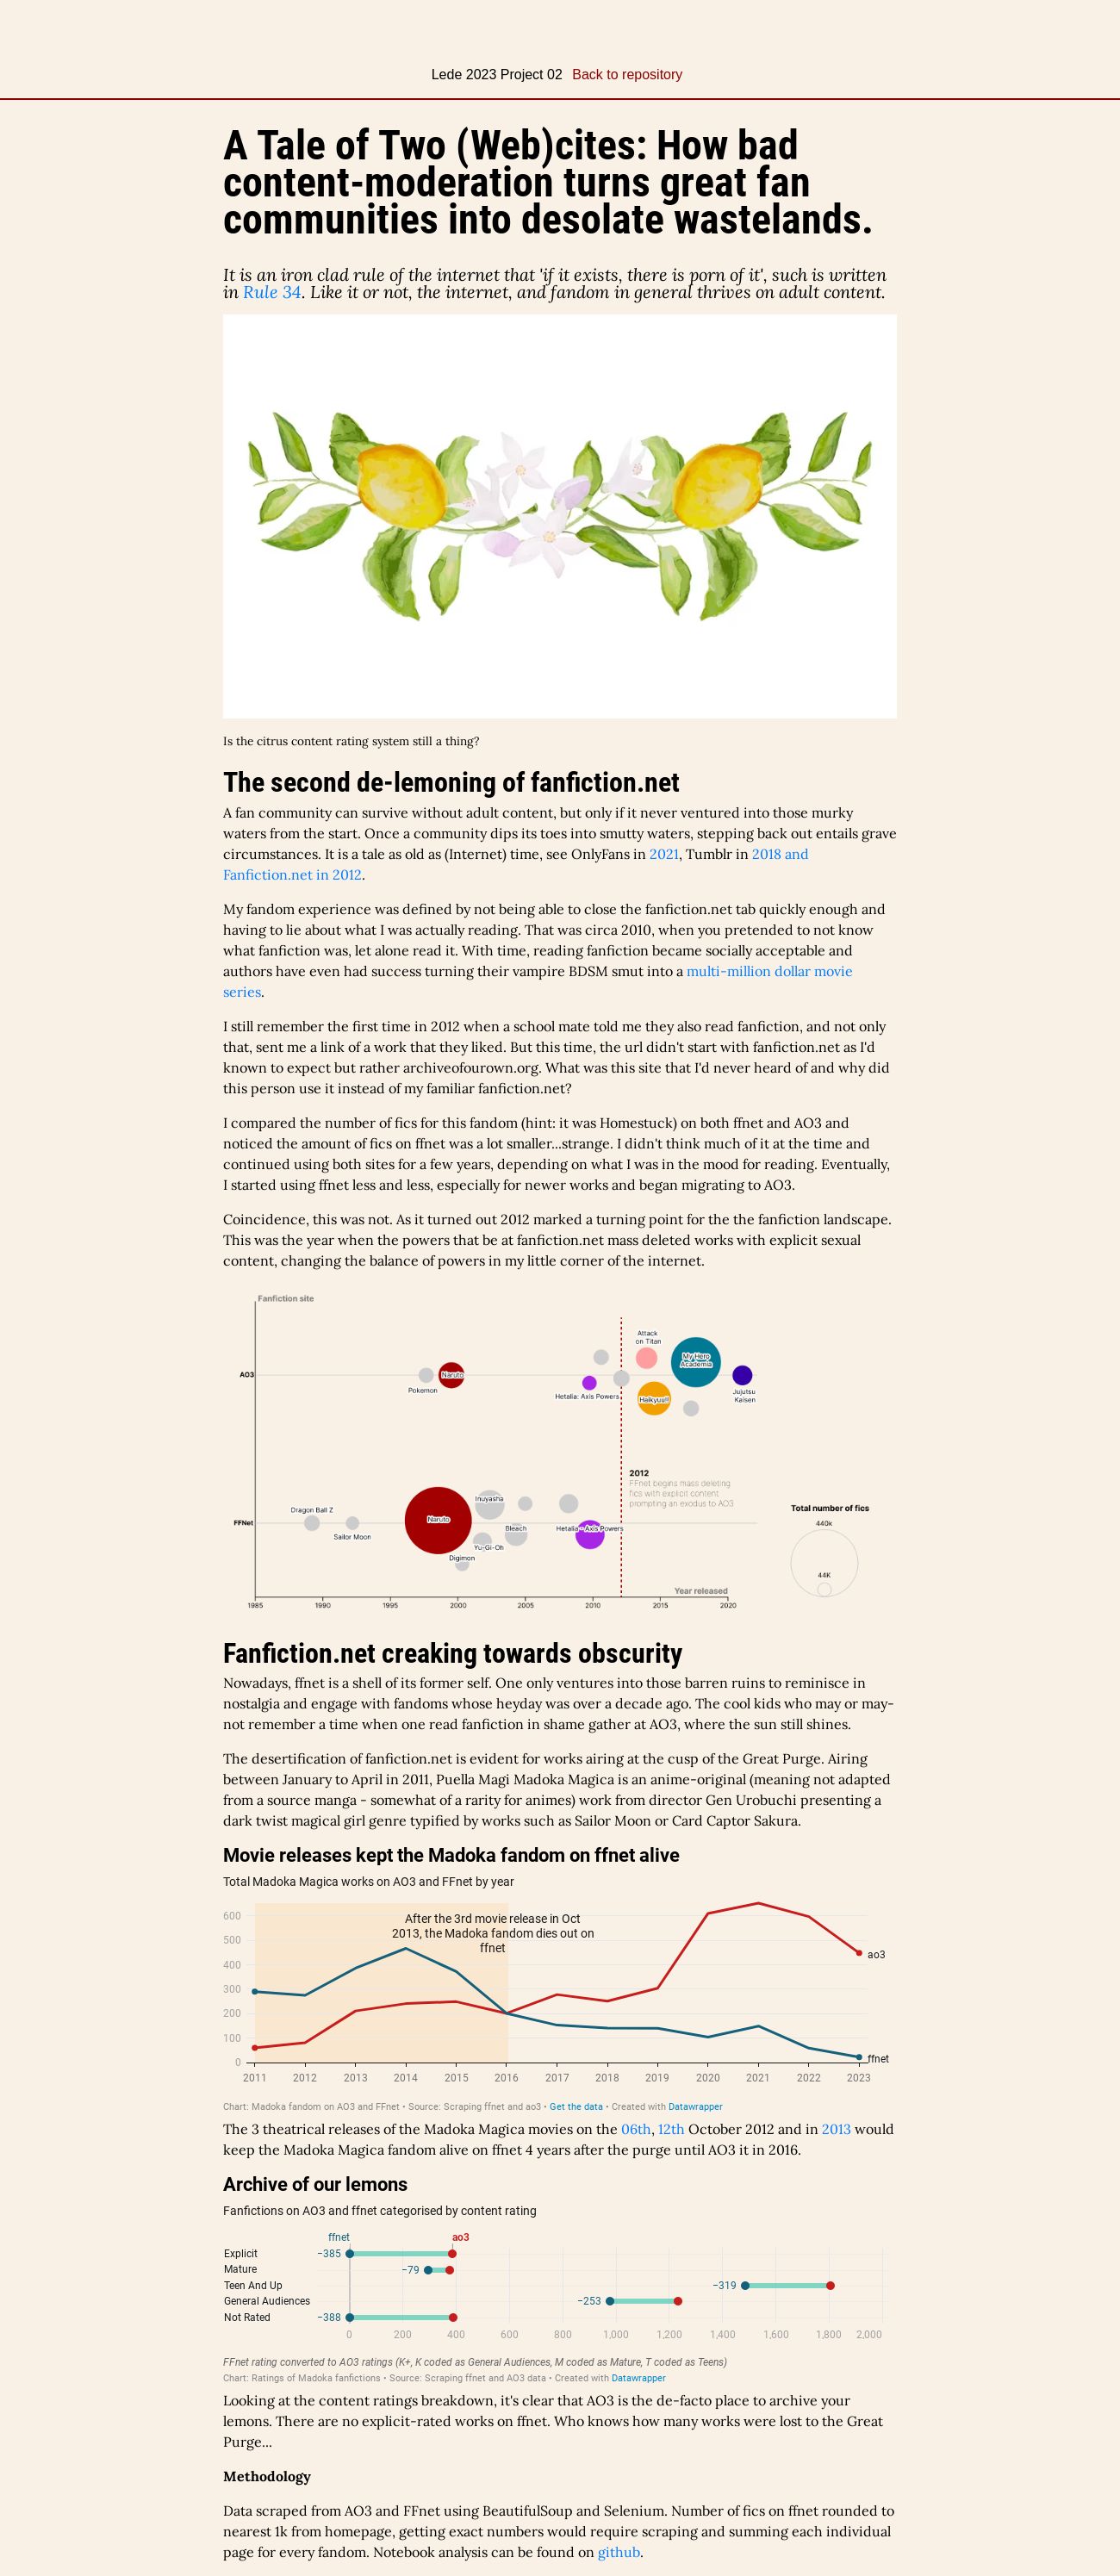 Lede 2023 Project 02 Back to repository
A Tale of Two (Web)cites: How bad
content-moderation turns great fan
communities into desolate wastelands.
It is an iron clad rule of the internet that 'if it exists, there is porn of it', such is written
in Rule 34. Like it or not, the internet, and fandom in general thrives on adult content.
Is the citrus content rating system still a thing?
The second de-lemoning of fanfiction.net
A fan community can survive without adult content, but only if it never ventured into those murky
waters from the start. Once a community dips its toes into smutty waters, stepping back out entails grave
circumstances. It is a tale as old as (Internet) time, see OnlyFans in 2021, Tumblr in 2018 and
Fanfiction.net in 2012.
My fandom experience was defined by not being able to close the fanfiction.net tab quickly enough and
having to lie about what I was actually reading. That was circa 2010, when you pretended to not know
what fanfiction was, let alone read it. With time, reading fanfiction became socially acceptable and
authors have even had success turning their vampire BDSM smut into a multi-million dollar movie
series.
I still remember the first time in 2012 when a school mate told me they also read fanfiction, and not only
that, sent me a link of a work that they liked. But this time, the url didn't start with fanfiction.net as I'd
known to expect but rather archiveofourown.org. What was this site that I'd never heard of and why did
this person use it instead of my familiar fanfiction.net?
I compared the number of fics for this fandom (hint: it was Homestuck) on both ffnet and AO3 and
noticed the amount of fics on ffnet was a lot smaller...strange. I didn't think much of it at the time and
continued using both sites for a few years, depending on what I was in the mood for reading. Eventually,
I started using ffnet less and less, especially for newer works and began migrating to AO3.
Coincidence, this was not. As it turned out 2012 marked a turning point for the the fanfiction landscape.
This was the year when the powers that be at fanfiction.net mass deleted works with explicit sexual
content, changing the balance of powers in my little corner of the internet.
Fanfiction site
Attack
on Titan
My Hero
Academia
AO3
Naruto
Pokemon
Hetalia: Axis Powers
Haikyuu!!
Jujutsu
Kaisen
2012
FFnet begins mass deleting
fics with explicit content
prompting an exodus to AO3
Inuyasha
Dragon Ball Z
Total number of fics
440k
FFNet
Naruto
Sailor Moon
Bleach
Hetalia - Axis Powers
Yu-Gi-Oh
Digimon
44K
Year released
1985 1990 1995 2000 2005 2010 2015 2020
Fanfiction.net creaking towards obscurity
Nowadays, ffnet is a shell of its former self. One only ventures into those barren ruins to reminisce in
nostalgia and engage with fandoms whose heyday was over a decade ago. The cool kids who may or may-
not remember a time when one read fanfiction in shame gather at AO3, where the sun still shines.
The desertification of fanfiction.net is evident for works airing at the cusp of the Great Purge. Airing
between January to April in 2011, Puella Magi Madoka Magica is an anime-original (meaning not adapted
from a source manga - somewhat of a rarity for animes) work from director Gen Urobuchi presenting a
dark twist magical girl genre typified by works such as Sailor Moon or Card Captor Sakura.
Movie releases kept the Madoka fandom on ffnet alive
Total Madoka Magica works on AO3 and FFnet by year
After the 3rd movie release in Oct
2013, the Madoka fandom dies out on
ffnet
600
500
400
300
200
100
0
ao3
ffnet
2011 2012 2013 2014 2015 2016 2017 2018 2019 2020 2021 2022 2023
Chart: Madoka fandom on AO3 and FFnet • Source: Scraping ffnet and ao3 • Get the data • Created with Datawrapper
The 3 theatrical releases of the Madoka Magica movies on the 06th, 12th October 2012 and in 2013 would
keep the Madoka Magica fandom alive on ffnet 4 years after the purge until AO3 it in 2016.
Archive of our lemons
Fanfictions on AO3 and ffnet categorised by content rating
ffnet ao3
Explicit −385
Mature −79
Teen And Up −319
General Audiences −253
Not Rated −388
0 200 400 600 800 1,000 1,200 1,400 1,600 1,800 2,000
FFnet rating converted to AO3 ratings (K+, K coded as General Audiences, M coded as Mature, T coded as Teens)
Chart: Ratings of Madoka fanfictions • Source: Scraping ffnet and AO3 data • Created with Datawrapper
Looking at the content ratings breakdown, it's clear that AO3 is the de-facto place to archive your
lemons. There are no explicit-rated works on ffnet. Who knows how many works were lost to the Great
Purge...
Methodology
Data scraped from AO3 and FFnet using BeautifulSoup and Selenium. Number of fics on ffnet rounded to
nearest 1k from homepage, getting exact numbers would require scraping and summing each individual
page for every fandom. Notebook analysis can be found on github.